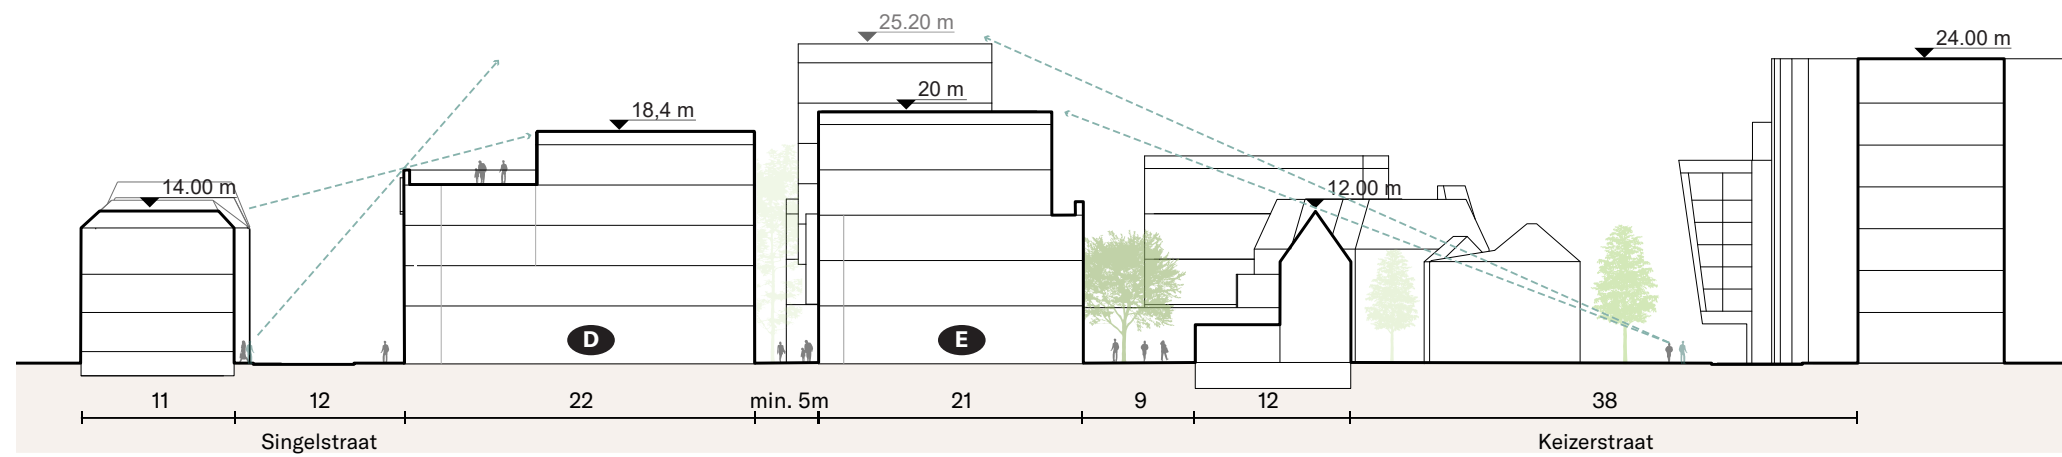 25.20 m
24.00 m
20 m
18,4 m
14.00 m
12.00 m
D
E
11
12
22
min. 5m
21
9
12
38
Singelstraat
Keizerstraat